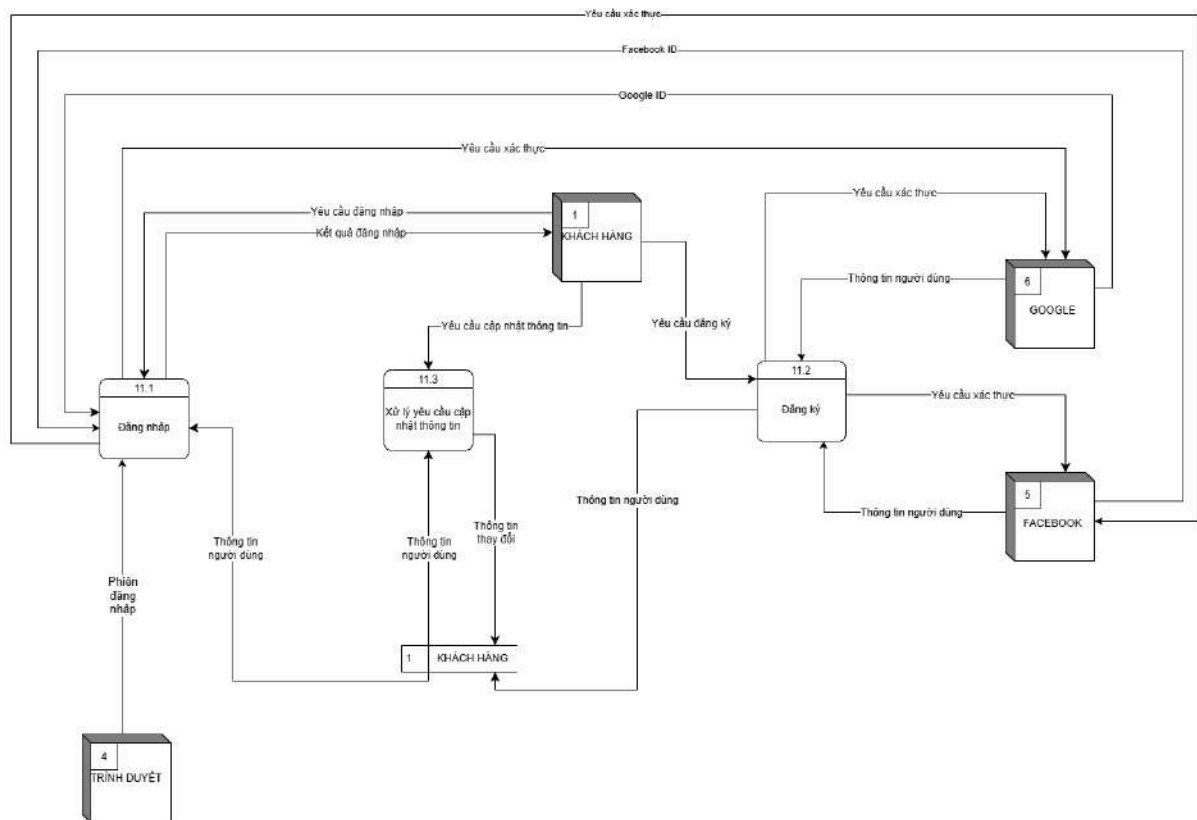 Yêu cầu xác thực
Facebook ID
Google ID
Yêu cầu xác thực
Yêu cầu đăng nhập
Kết quả đăng nhập
1
KHÁCH HÀNG
Yêu cầu xác thực
Thông tin người dùng
6
GOOGLE
Yêu cầu cập nhật thông tin
Yêu cầu đăng ký
11.1
Đăng nhập
11.3
Xử lý yêu cầu cập
nhật thông tin
11.2
Đăng ký
Yêu cầu xác thực
Thông tin người dùng
5
FACEBOOK
Thông tin người dùng
Thông tin
người dùng
Thông tin
người dùng
Thông tin
thay đổi
Phiên
đăng
nhập
1
KHÁCH HÀNG
4
TRÌNH DUYỆT